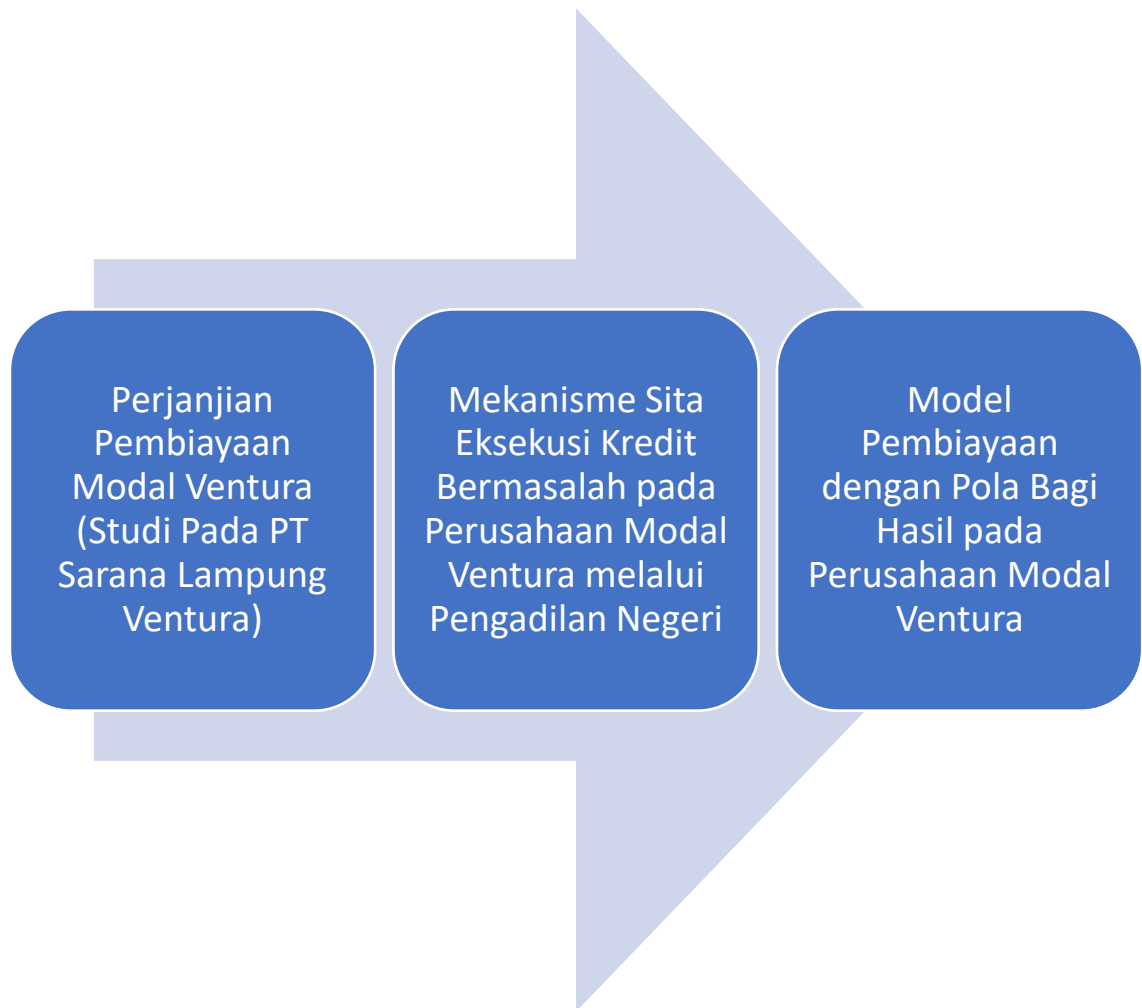 Perjanjian
Pembiayaan
Modal Ventura
(Studi Pada PT
Sarana Lampung
Ventura)
Mekanisme Sita
Eksekusi Kredit
Bermasalah pada
Perusahaan Modal
Ventura melalui
Pengadilan Negeri
Model
Pembiayaan
dengan Pola Bagi
Hasil pada
Perusahaan Modal
Ventura